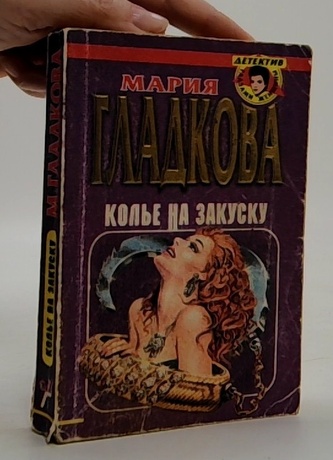 ДЕТЕКТИВ
МАРИЯ
ГЛАДКОВА
КОЛЬЕ НА ЗАКУСКУ
М.ГЛАДКОВА
КОЛЬЕ НА ЗАКУСКУ